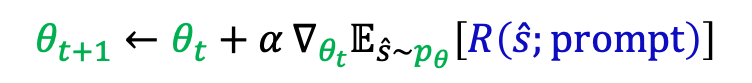 θ_{t+1} ← θ_t + α ∇_{θ_t} 𝔼_{ŝ~p_θ}[R(ŝ; prompt)]